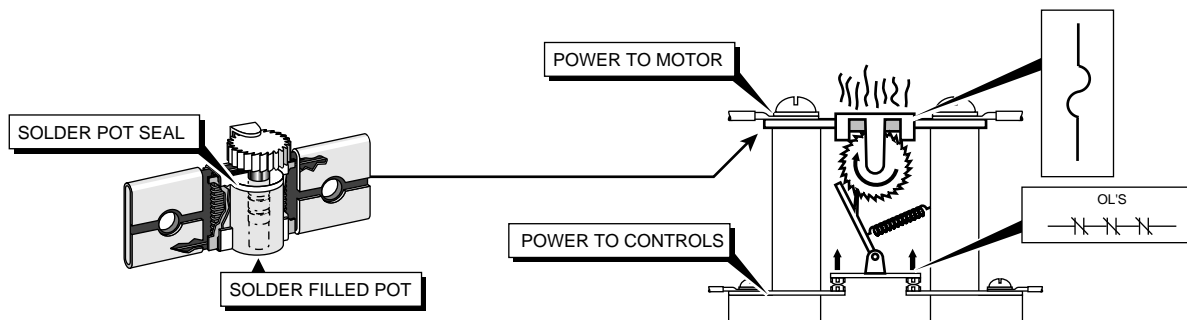 POWER TO MOTOR
SOLDER POT SEAL
OL'S
POWER TO CONTROLS
SOLDER FILLED POT